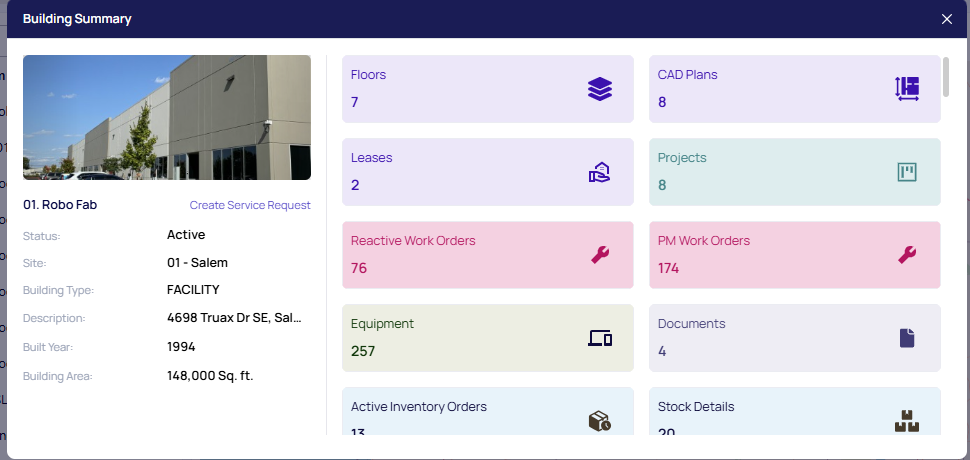 Building Summary
01. Robo Fab
Create Service Request
Status: Active
Site: 01 - Salem
Building Type: FACILITY
Description: 4698 Truax Dr SE, Sal...
Built Year: 1994
Building Area: 148,000 Sq. ft.
Floors
7
CAD Plans
8
Leases
2
Projects
8
Reactive Work Orders
76
PM Work Orders
174
Equipment
257
Documents
4
Active Inventory Orders
13
Stock Details
20